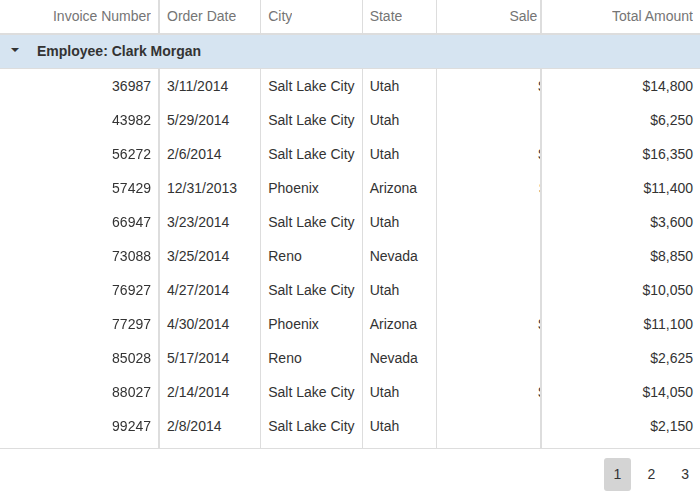 Invoice Number Order Date City State Sale Total Amount
Employee: Clark Morgan
36987 3/11/2014 Salt Lake City Utah $14,800
43982 5/29/2014 Salt Lake City Utah $6,250
56272 2/6/2014 Salt Lake City Utah $16,350
57429 12/31/2013 Phoenix Arizona $11,400
66947 3/23/2014 Salt Lake City Utah $3,600
73088 3/25/2014 Reno Nevada $8,850
76927 4/27/2014 Salt Lake City Utah $10,050
77297 4/30/2014 Phoenix Arizona $11,100
85028 5/17/2014 Reno Nevada $2,625
88027 2/14/2014 Salt Lake City Utah $14,050
99247 2/8/2014 Salt Lake City Utah $2,150
1 2 3